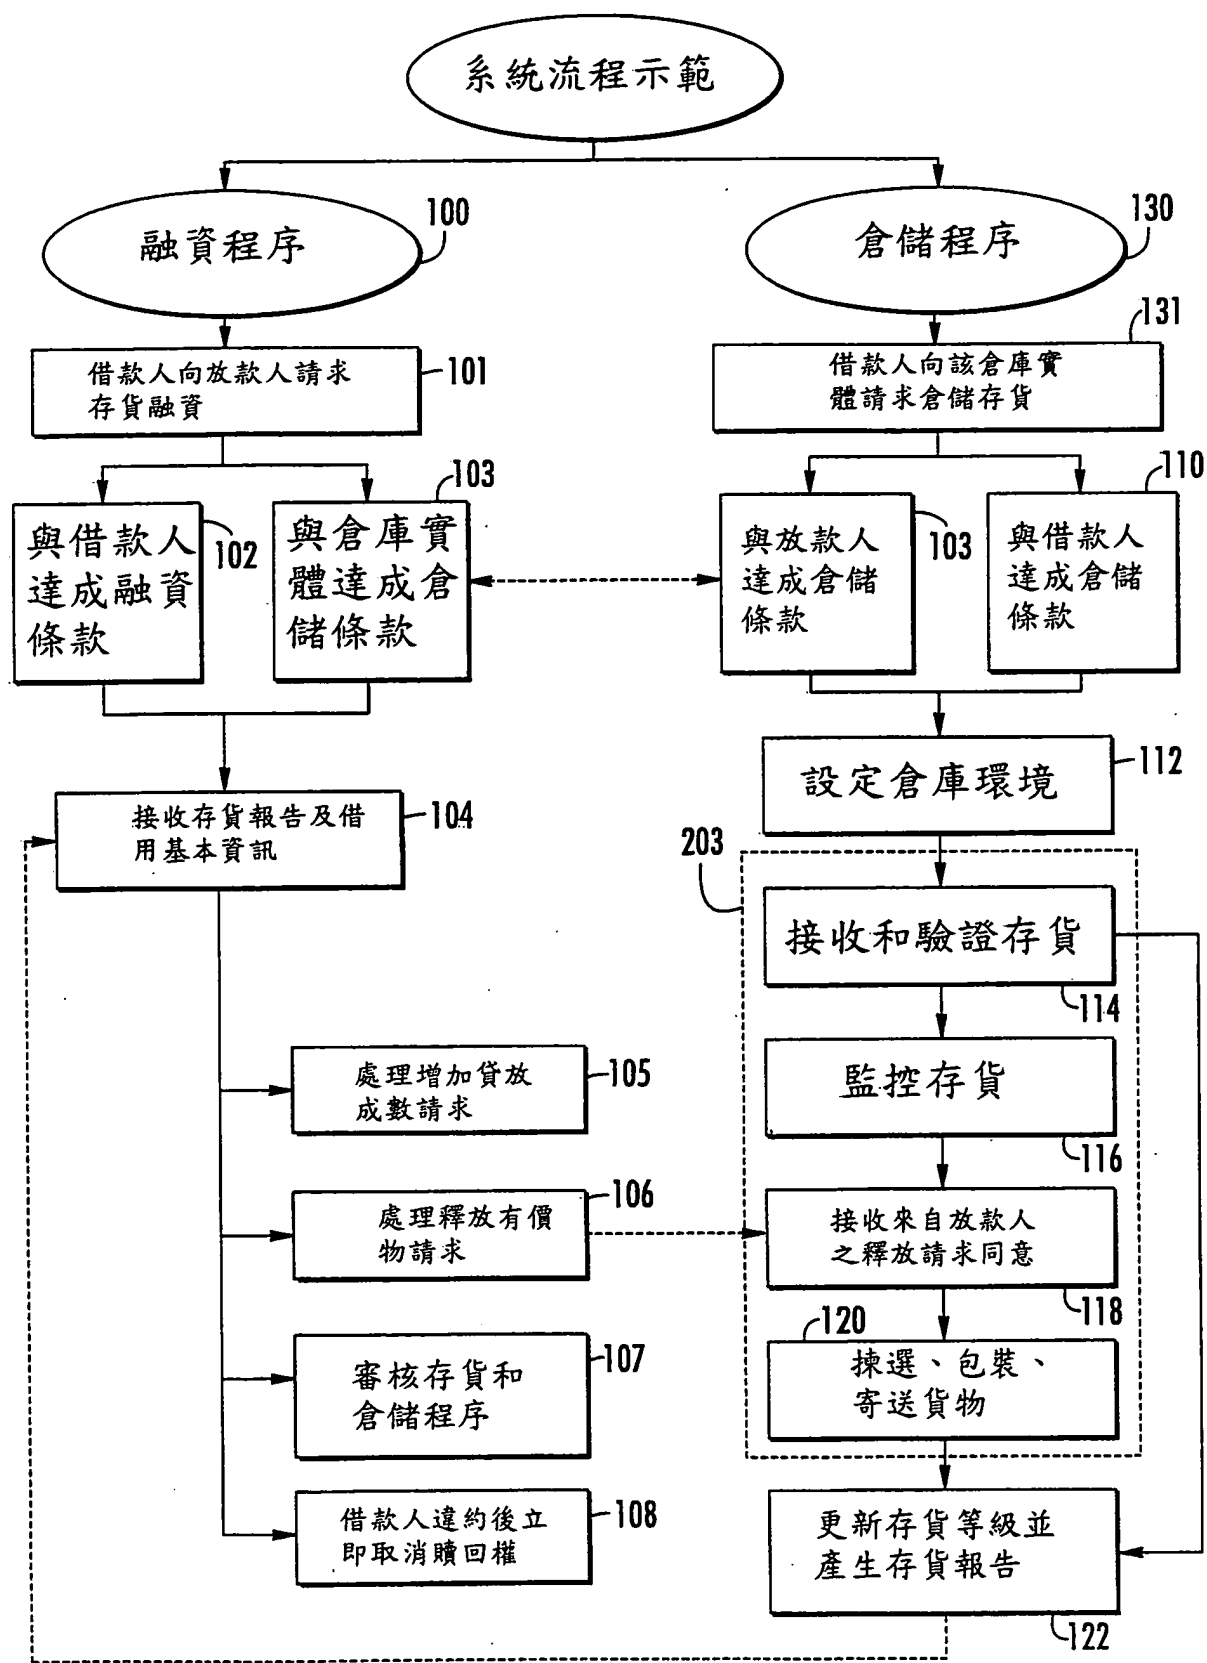 系統流程示範
融資程序
100
倉儲程序
130
借款人向放款人請求
存貨融資
101
借款人向該倉庫實
體請求倉儲存貨
131
與借款人
達成融資
條款
102
與倉庫實
體達成倉
儲條款
103
與放款人
達成倉儲
條款
103
與借款人
達成倉儲
條款
110
設定倉庫環境
112
接收存貨報告及借
用基本資訊
104
203
接收和驗證存貨
114
監控存貨
116
處理增加貸放
成數請求
105
處理釋放有價
物請求
106
接收來自放款人
之釋放請求同意
118
審核存貨和
倉儲程序
107
120
揀選、包裝、
寄送貨物
借款人違約後立
即取消贖回權
108
更新存貨等級並
產生存貨報告
122